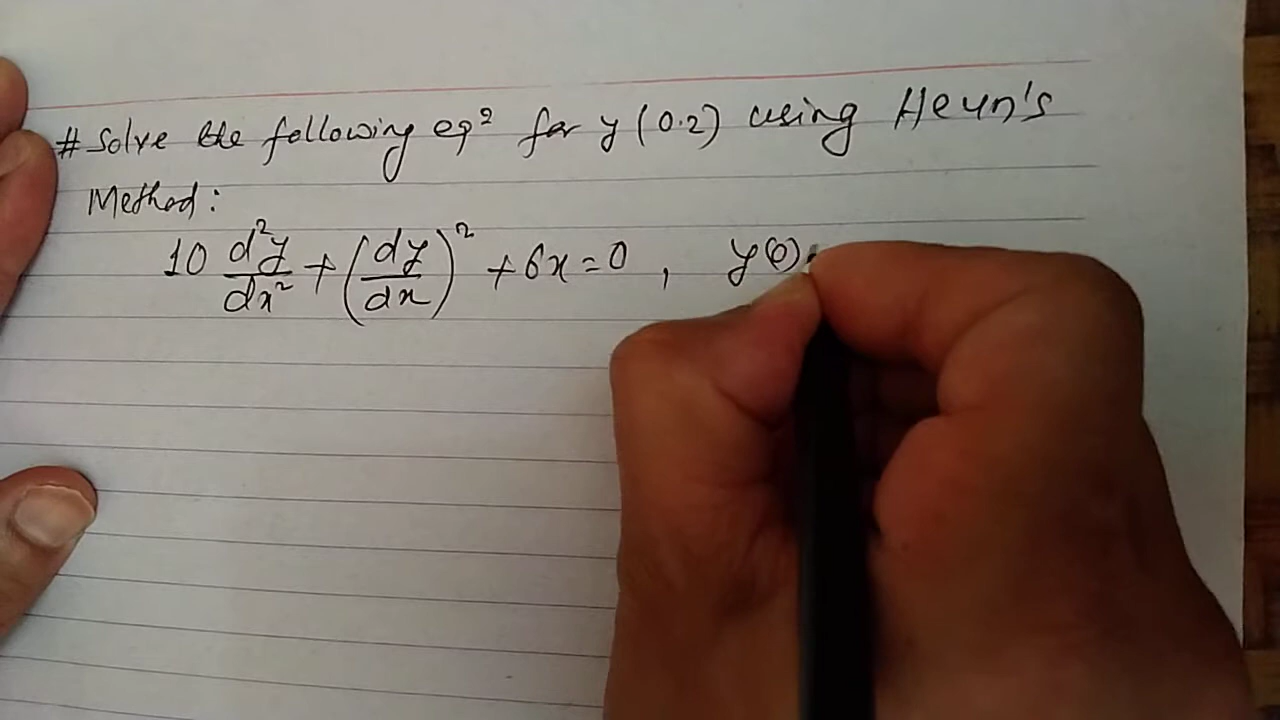 # Solve the following eqⁿ for y(0.2) using Heun's
Method:
10 d²y/dx² + (dy/dx)² + 6x = 0 , y(0)